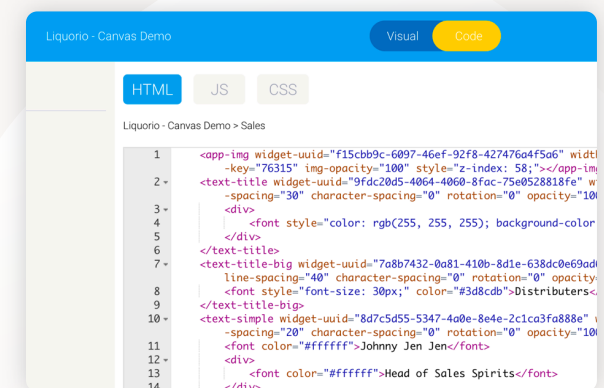 Liquorio - Canvas Demo
Visual Code
HTML JS CSS
Liquorio - Canvas Demo > Sales
1 <app-img widget-uuid="f15cbb9c-6097-46ef-92f8-427476a4f5a6" widt
-key="76315" img-opacity="100" style="z-index: 58;"></app-im
2 <text-title widget-uuid="9fdc20d5-4064-4060-8fac-75e0528818fe" w
-spacing="30" character-spacing="0" rotation="0" opacity="10
3 <div>
4 <font style="color: rgb(255, 255, 255); background-color
5 </div>
6 </text-title>
7 <text-title-big widget-uuid="7a8b7432-0a81-410b-8d1e-638dc0e69ad
line-spacing="40" character-spacing="0" rotation="0" opacity
8 <font style="font-size: 30px;" color="#3d8cdb">Distributers<
9 </text-title-big>
10 <text-simple widget-uuid="8d7c5d55-5347-4a0e-8e4e-2c1ca3fa888e"
-spacing="20" character-spacing="0" rotation="0" opacity="10
11 <font color="#ffffff">Johnny Jen Jen</font>
12 <div>
13 <font color="#ffffff">Head of Sales Spirits</font>
14 </div>